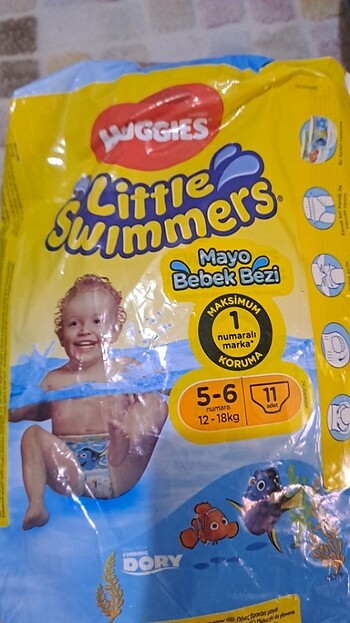 HUGGIES
Little
Swimmers®
Mayo
Bebek Bezi
MAKSİMUM
1
numaralı
marka*
KORUMA
5-6
numara
12-18kg
11
adet
FINDING
DORY